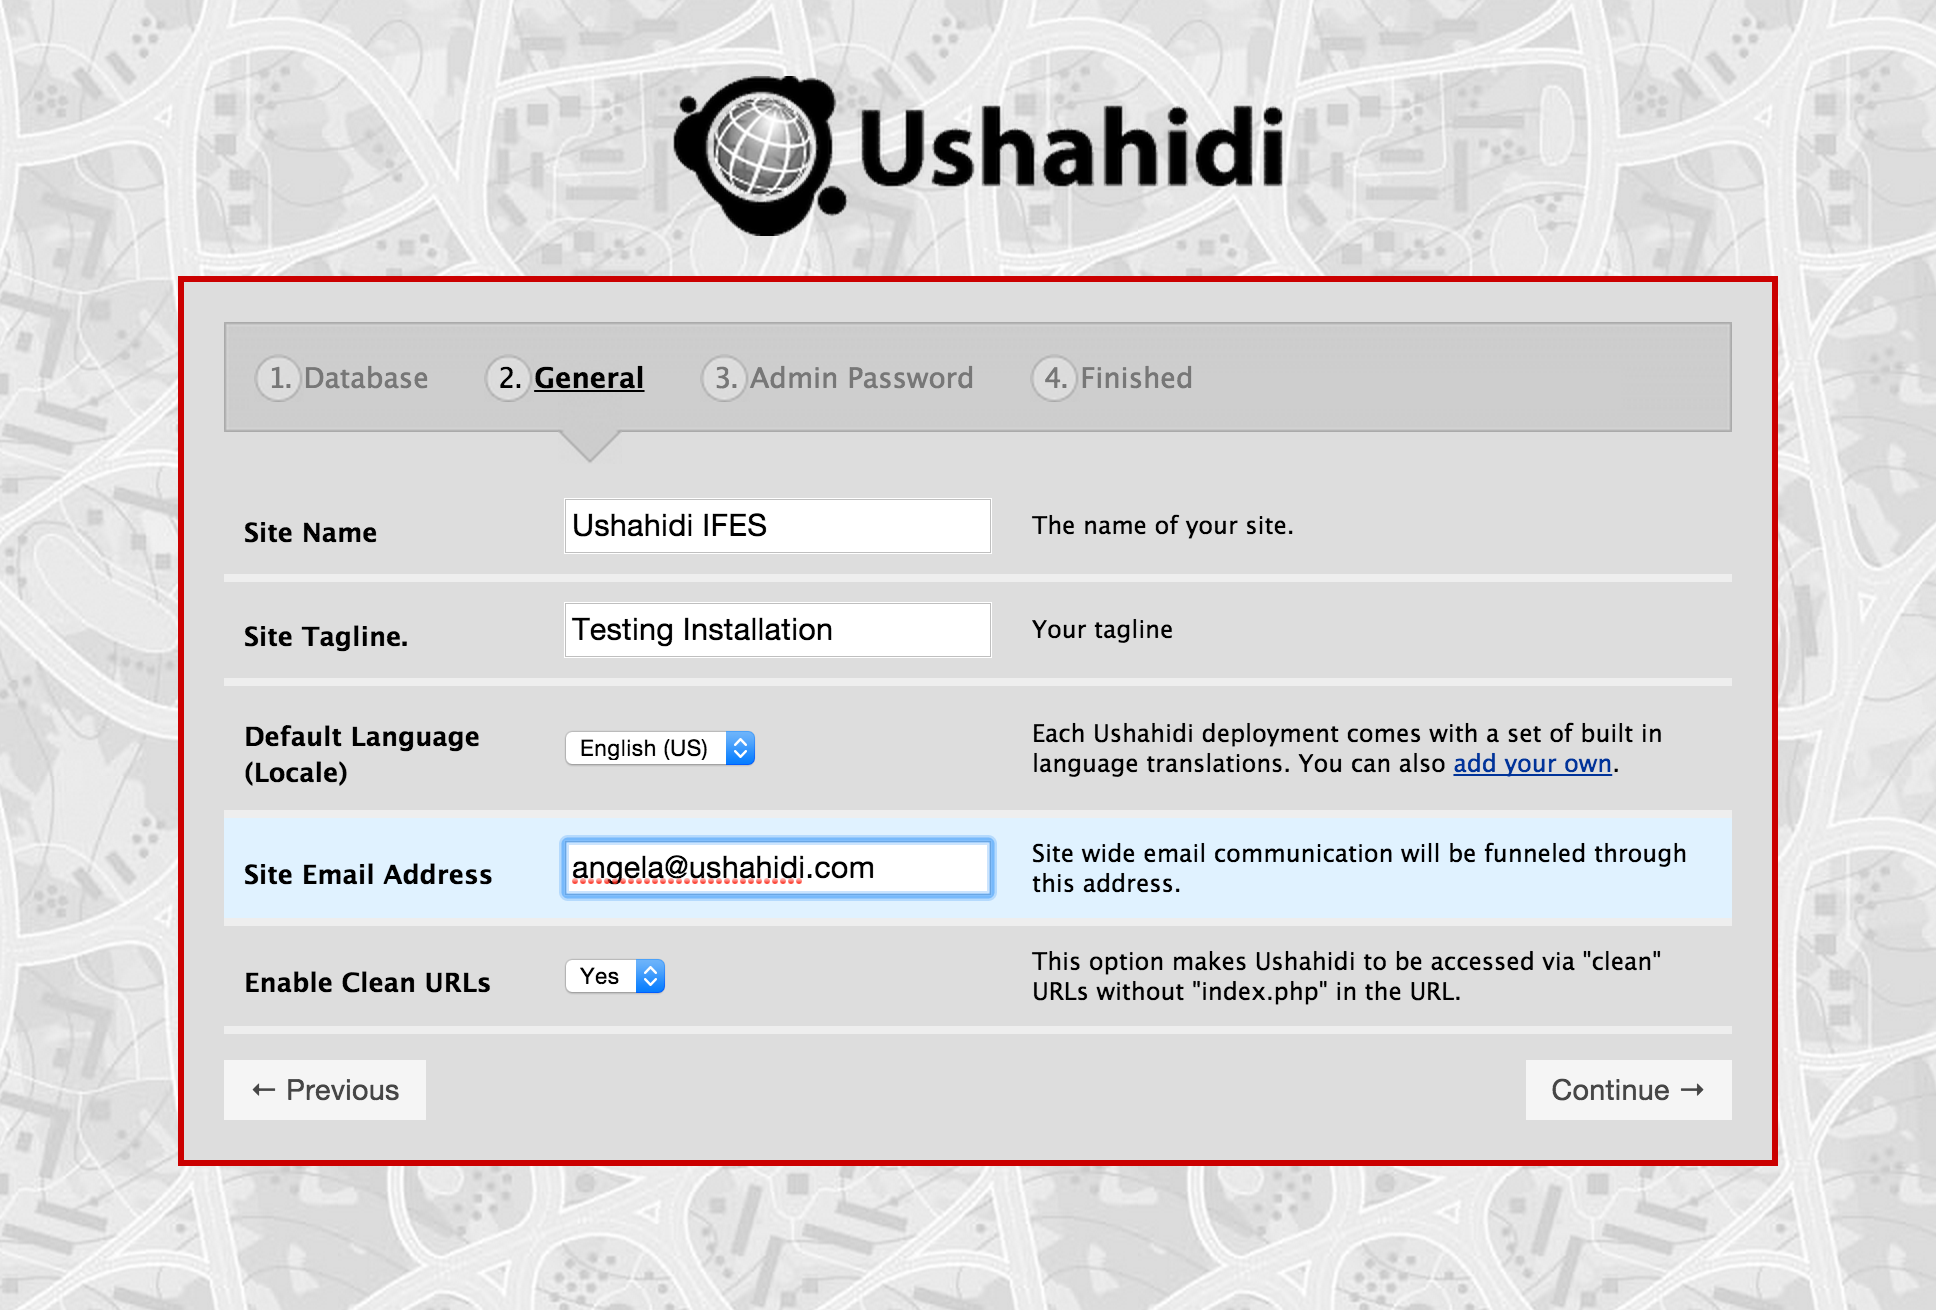 Ushahidi
1. Database 2. General 3. Admin Password 4. Finished
Site Name Ushahidi IFES The name of your site.
Site Tagline. Testing Installation Your tagline
Default Language
(Locale)
English (US)
Each Ushahidi deployment comes with a set of built in
language translations. You can also add your own.
Site Email Address angela@ushahidi.com
Site wide email communication will be funneled through
this address.
Enable Clean URLs Yes
This option makes Ushahidi to be accessed via "clean"
URLs without "index.php" in the URL.
← Previous Continue →